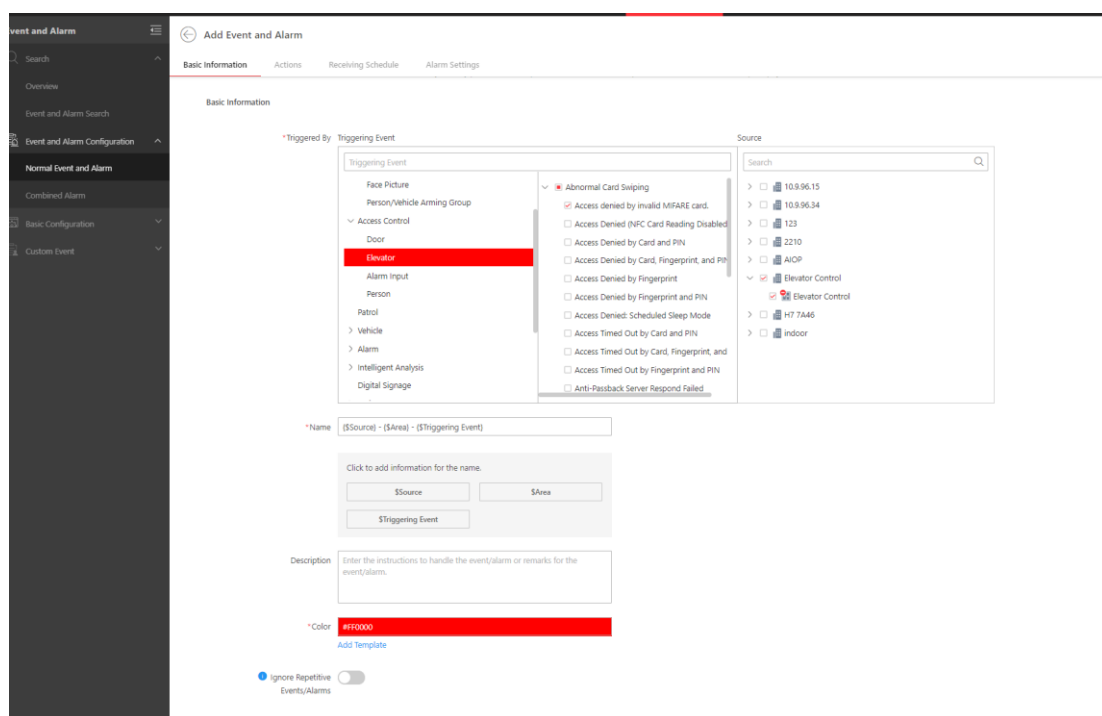 vent and Alarm
Search
Overview
Event and Alarm Search
Event and Alarm Configuration
Normal Event and Alarm
Combined Alarm
Basic Configuration
Custom Event
Add Event and Alarm
Basic Information
Actions
Receiving Schedule
Alarm Settings
Basic Information
*Triggered By
Triggering Event
Source
Triggering Event
Face Picture
Person/Vehicle Arming Group
Access Control
Door
Elevator
Alarm Input
Person
Patrol
Vehicle
Alarm
Intelligent Analysis
Digital Signage
Abnormal Card Swiping
Access denied by invalid MIFARE card.
Access Denied (NFC Card Reading Disabled
Access Denied by Card and PIN
Access Denied by Card, Fingerprint, and PIN
Access Denied by Fingerprint
Access Denied by Fingerprint and PIN
Access Denied: Scheduled Sleep Mode
Access Timed Out by Card and PIN
Access Timed Out by Card, Fingerprint, and
Access Timed Out by Fingerprint and PIN
Anti-Passback Server Respond Failed
Search
10.9.96.15
10.9.96.34
123
2210
AIOP
Elevator Control
Elevator Control
H7 7A46
indoor
*Name
{$Source} - {$Area} - {$Triggering Event}
Click to add information for the name.
$Source
$Area
$Triggering Event
Description
Enter the instructions to handle the event/alarm or remarks for the
event/alarm.
*Color
#FF0000
Add Template
Ignore Repetitive
Events/Alarms